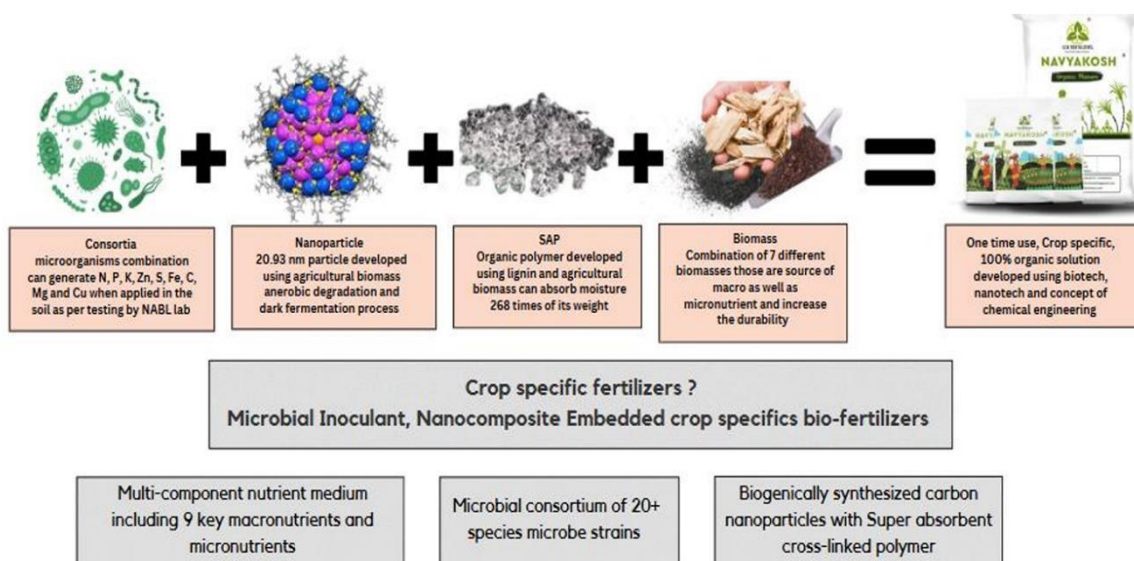 NAVYAKOSH
Organic Manure
NAVYAKOSH
NAVYAKOSH
Consortia
microorganisms combination
can generate N, P, K, Zn, S, Fe, C,
Mg and Cu when applied in the
soil as per testing by NABL lab
Nanoparticle
20.93 nm particle developed
using agricultural biomass
anerobic degradation and
dark fermentation process
SAP
Organic polymer developed
using lignin and agricultural
biomass can absorb moisture
268 times of its weight
Biomass
Combination of 7 different
biomasses those are source of
macro as well as
micronutrient and increase
the durability
One time use, Crop specific,
100% organic solution
developed using biotech,
nanotech and concept of
chemical engineering
Crop specific fertilizers ?
Microbial Inoculant, Nanocomposite Embedded crop specifics bio-fertilizers
Multi-component nutrient medium
including 9 key macronutrients and
micronutrients
Microbial consortium of 20+
species microbe strains
Biogenically synthesized carbon
nanoparticles with Super absorbent
cross-linked polymer